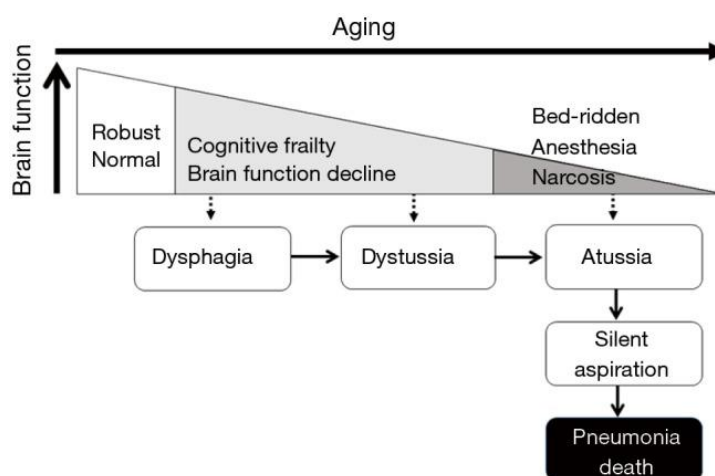 Aging
Brain function
Robust
Normal
Cognitive frailty
Brain function decline
Bed-ridden
Anesthesia
Narcosis
Dysphagia
Dystussia
Atussia
Silent
aspiration
Pneumonia
death